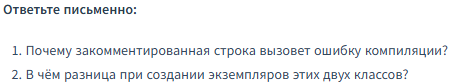 Ответьте письменно:
1. Почему закомментированная строка вызовет ошибку компиляции?
2. В чём разница при создании экземпляров этих двух классов?